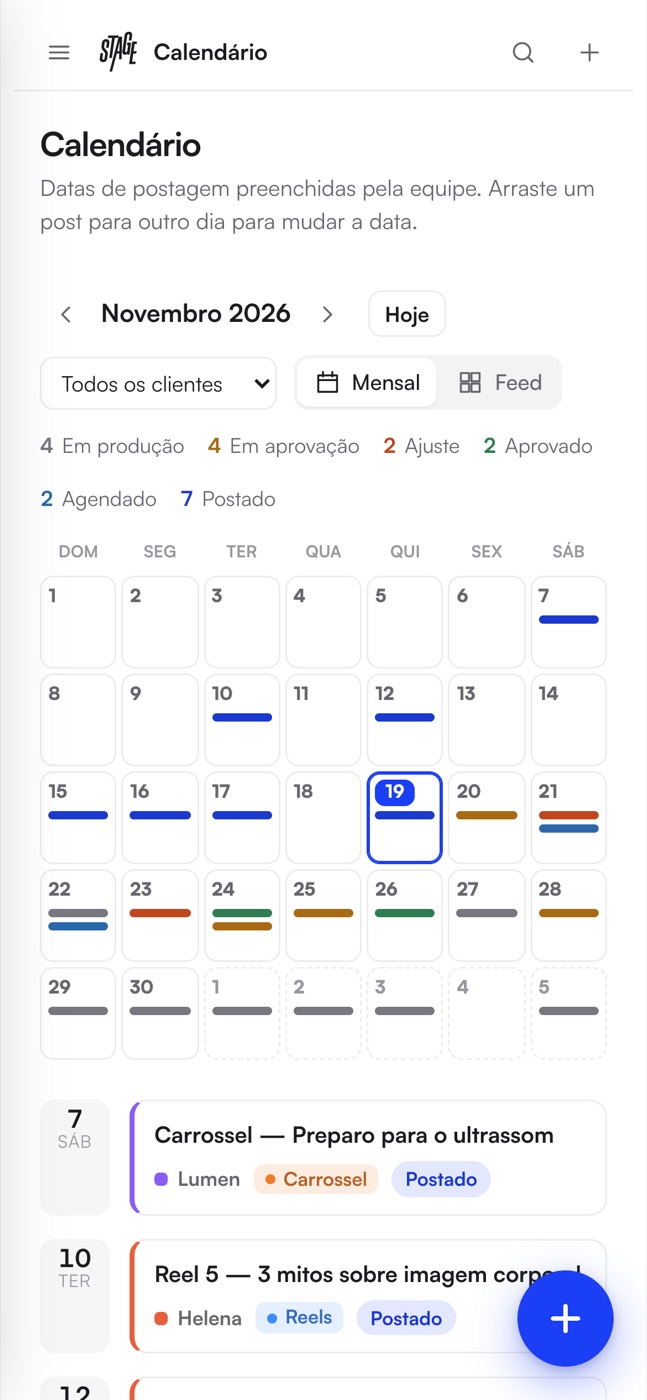 STAGE Calendário
Calendário
Datas de postagem preenchidas pela equipe. Arraste um
post para outro dia para mudar a data.
Novembro 2026 Hoje
Todos os clientes Mensal Feed
4 Em produção 4 Em aprovação 2 Ajuste 2 Aprovado
2 Agendado 7 Postado
DOM SEG TER QUA QUI SEX SÁB
1 2 3 4 5 6 7
8 9 10 11 12 13 14
15 16 17 18 19 20 21
22 23 24 25 26 27 28
29 30 1 2 3 4 5
7 Carrossel — Preparo para o ultrassom
SÁB Lumen Carrossel Postado
10 Reel 5 — 3 mitos sobre imagem
TER Helena Reels Postado
12